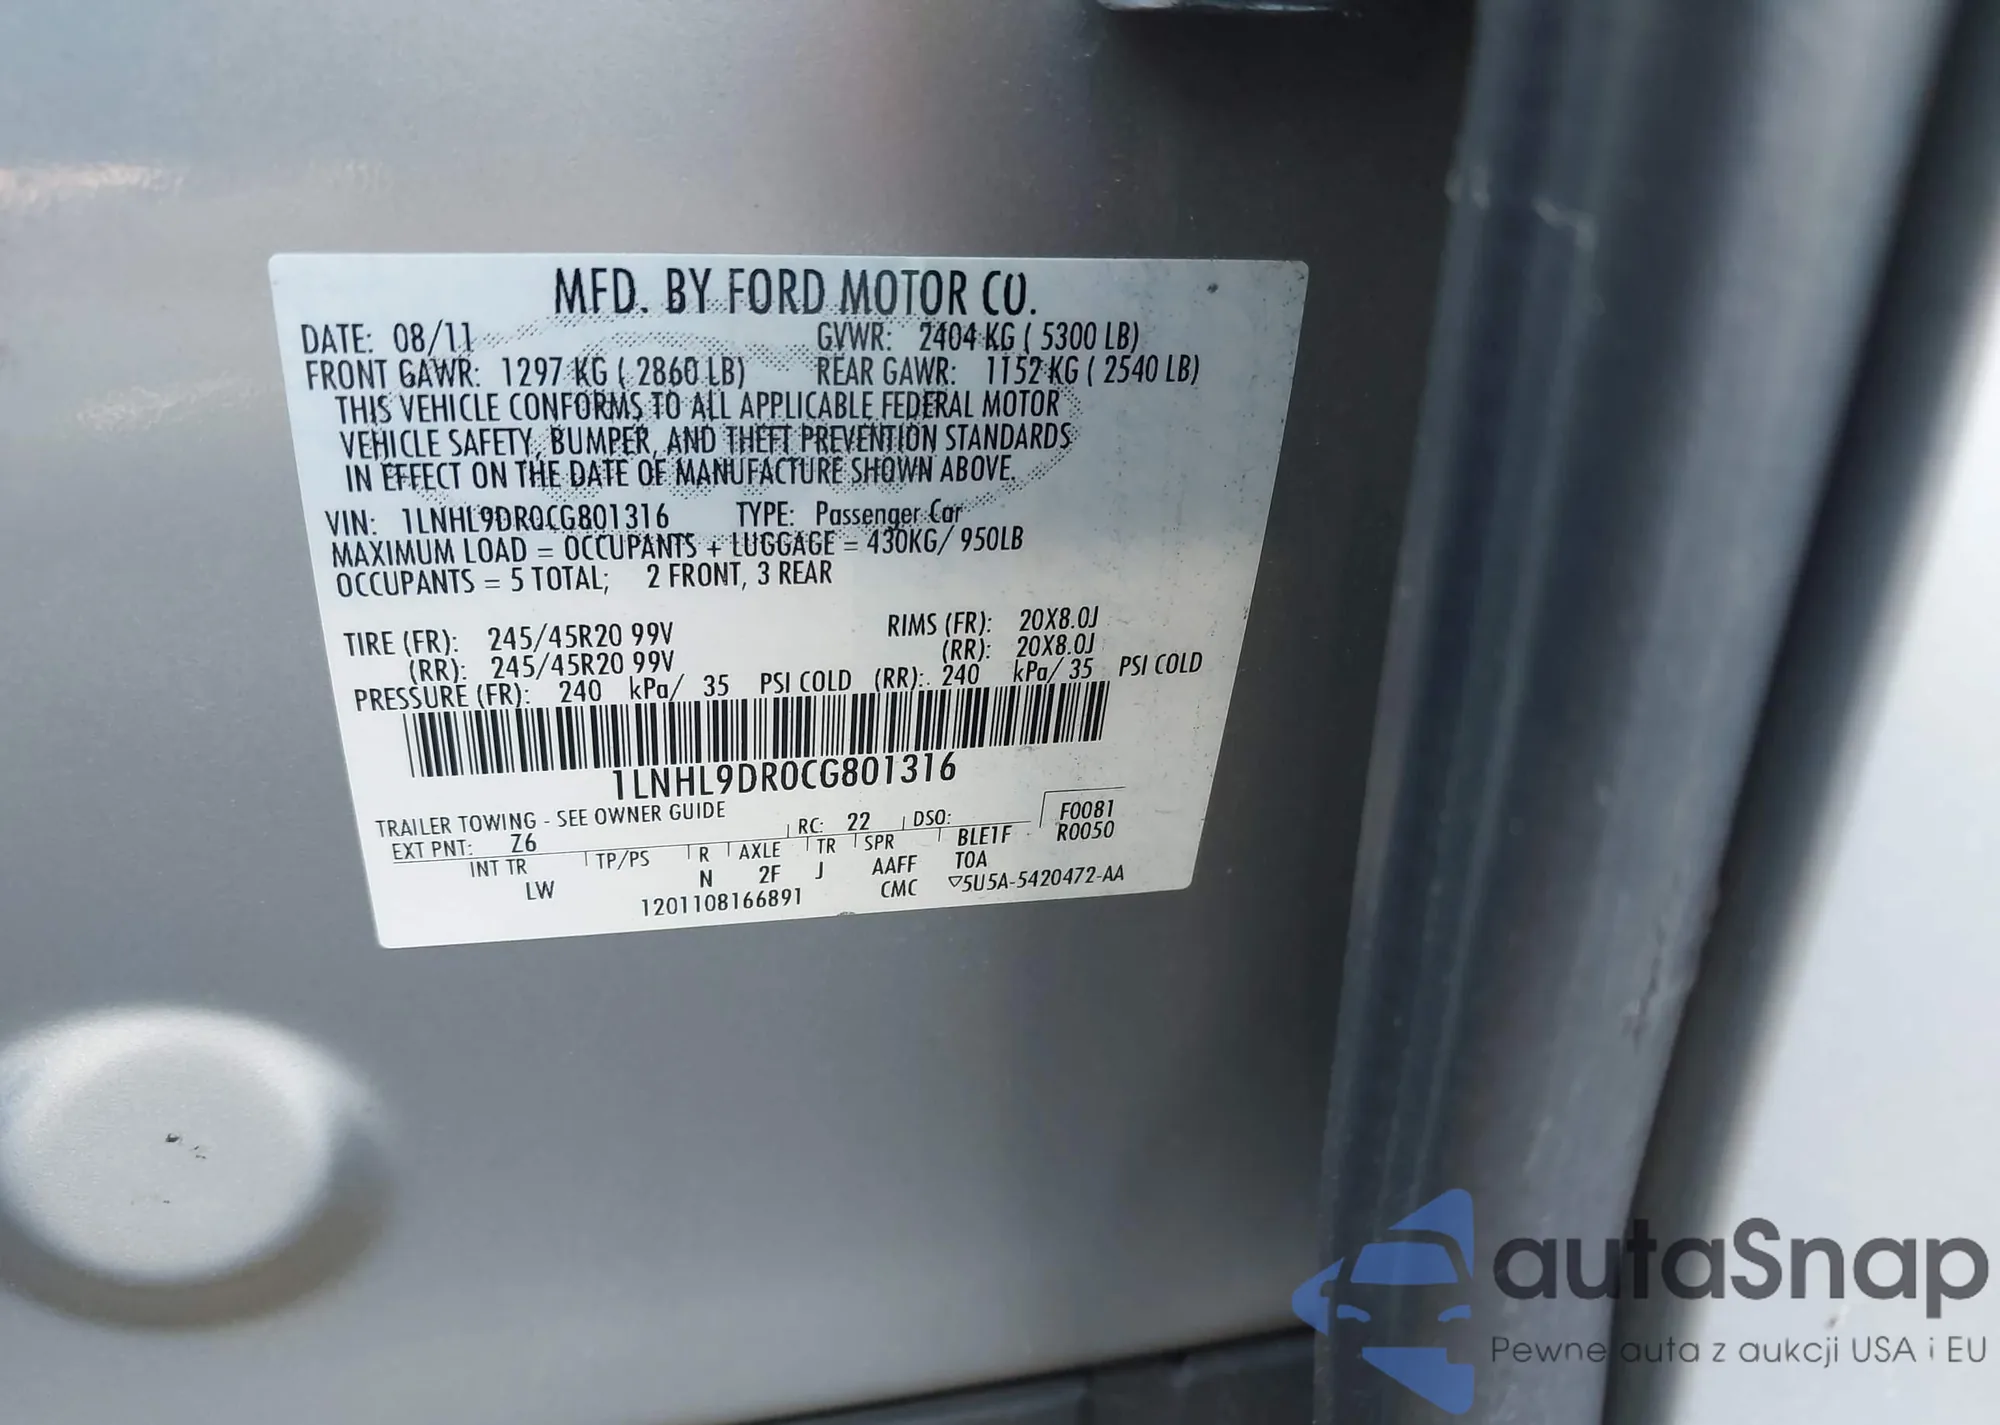 MFD. BY FORD MOTOR CO.
DATE: 08/11 GVWR: 2404 KG ( 5300 LB)
FRONT GAWR: 1297 KG ( 2860 LB) REAR GAWR: 1152 KG ( 2540 LB)
THIS VEHICLE CONFORMS TO ALL APPLICABLE FEDERAL MOTOR
VEHICLE SAFETY, BUMPER, AND THEFT PREVENTION STANDARDS
IN EFFECT ON THE DATE OF MANUFACTURE SHOWN ABOVE.
VIN: 1LNHL9DR0CG801316 TYPE: Passenger Car
MAXIMUM LOAD = OCCUPANTS + LUGGAGE = 430KG/ 950LB
OCCUPANTS = 5 TOTAL; 2 FRONT, 3 REAR
TIRE (FR): 245/45R20 99V RIMS (FR): 20X8.0J
(RR): 245/45R20 99V (RR): 20X8.0J
PRESSURE (FR): 240 kPa/ 35 PSI COLD (RR): 240 kPa/ 35 PSI COLD
1LNHL9DR0CG801316
TRAILER TOWING - SEE OWNER GUIDE
EXT PNT: Z6 RC: 22 DSO: F0081
INT TR TP/PS R AXLE TR SPR BLE1F R0050
LW N 2F J AAFF TOA
1201108166891 CMC ▽5U5A-5420472-AA
autaSnap
Pewne auta z aukcji USA i EU